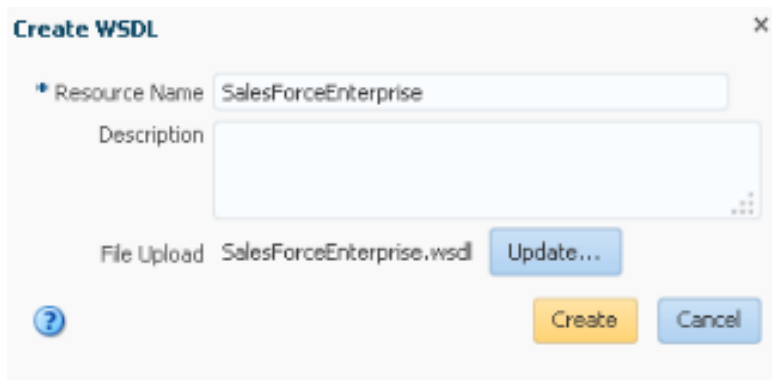 Create WSDL ×
* Resource Name SalesForceEnterprise
Description
File Upload SalesForceEnterprise.wsdl Update...
? Create Cancel